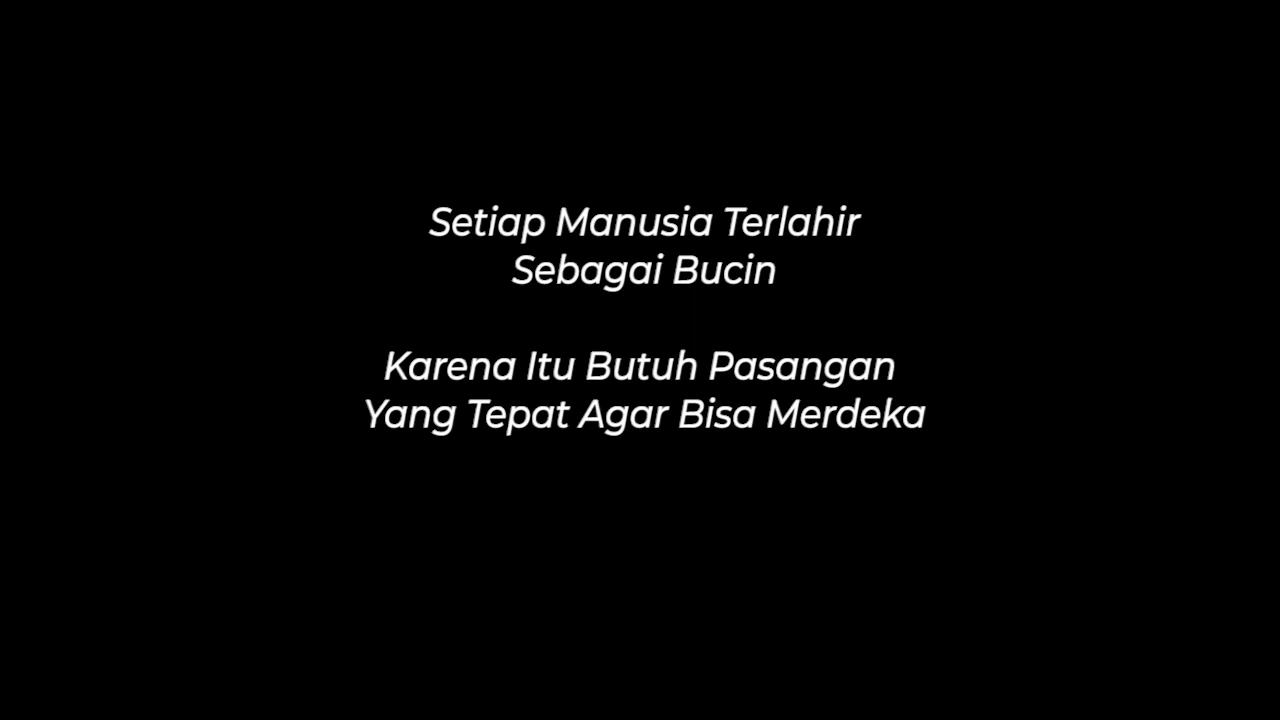 Setiap Manusia Terlahir
Sebagai Bucin
Karena Itu Butuh Pasangan
Yang Tepat Agar Bisa Merdeka